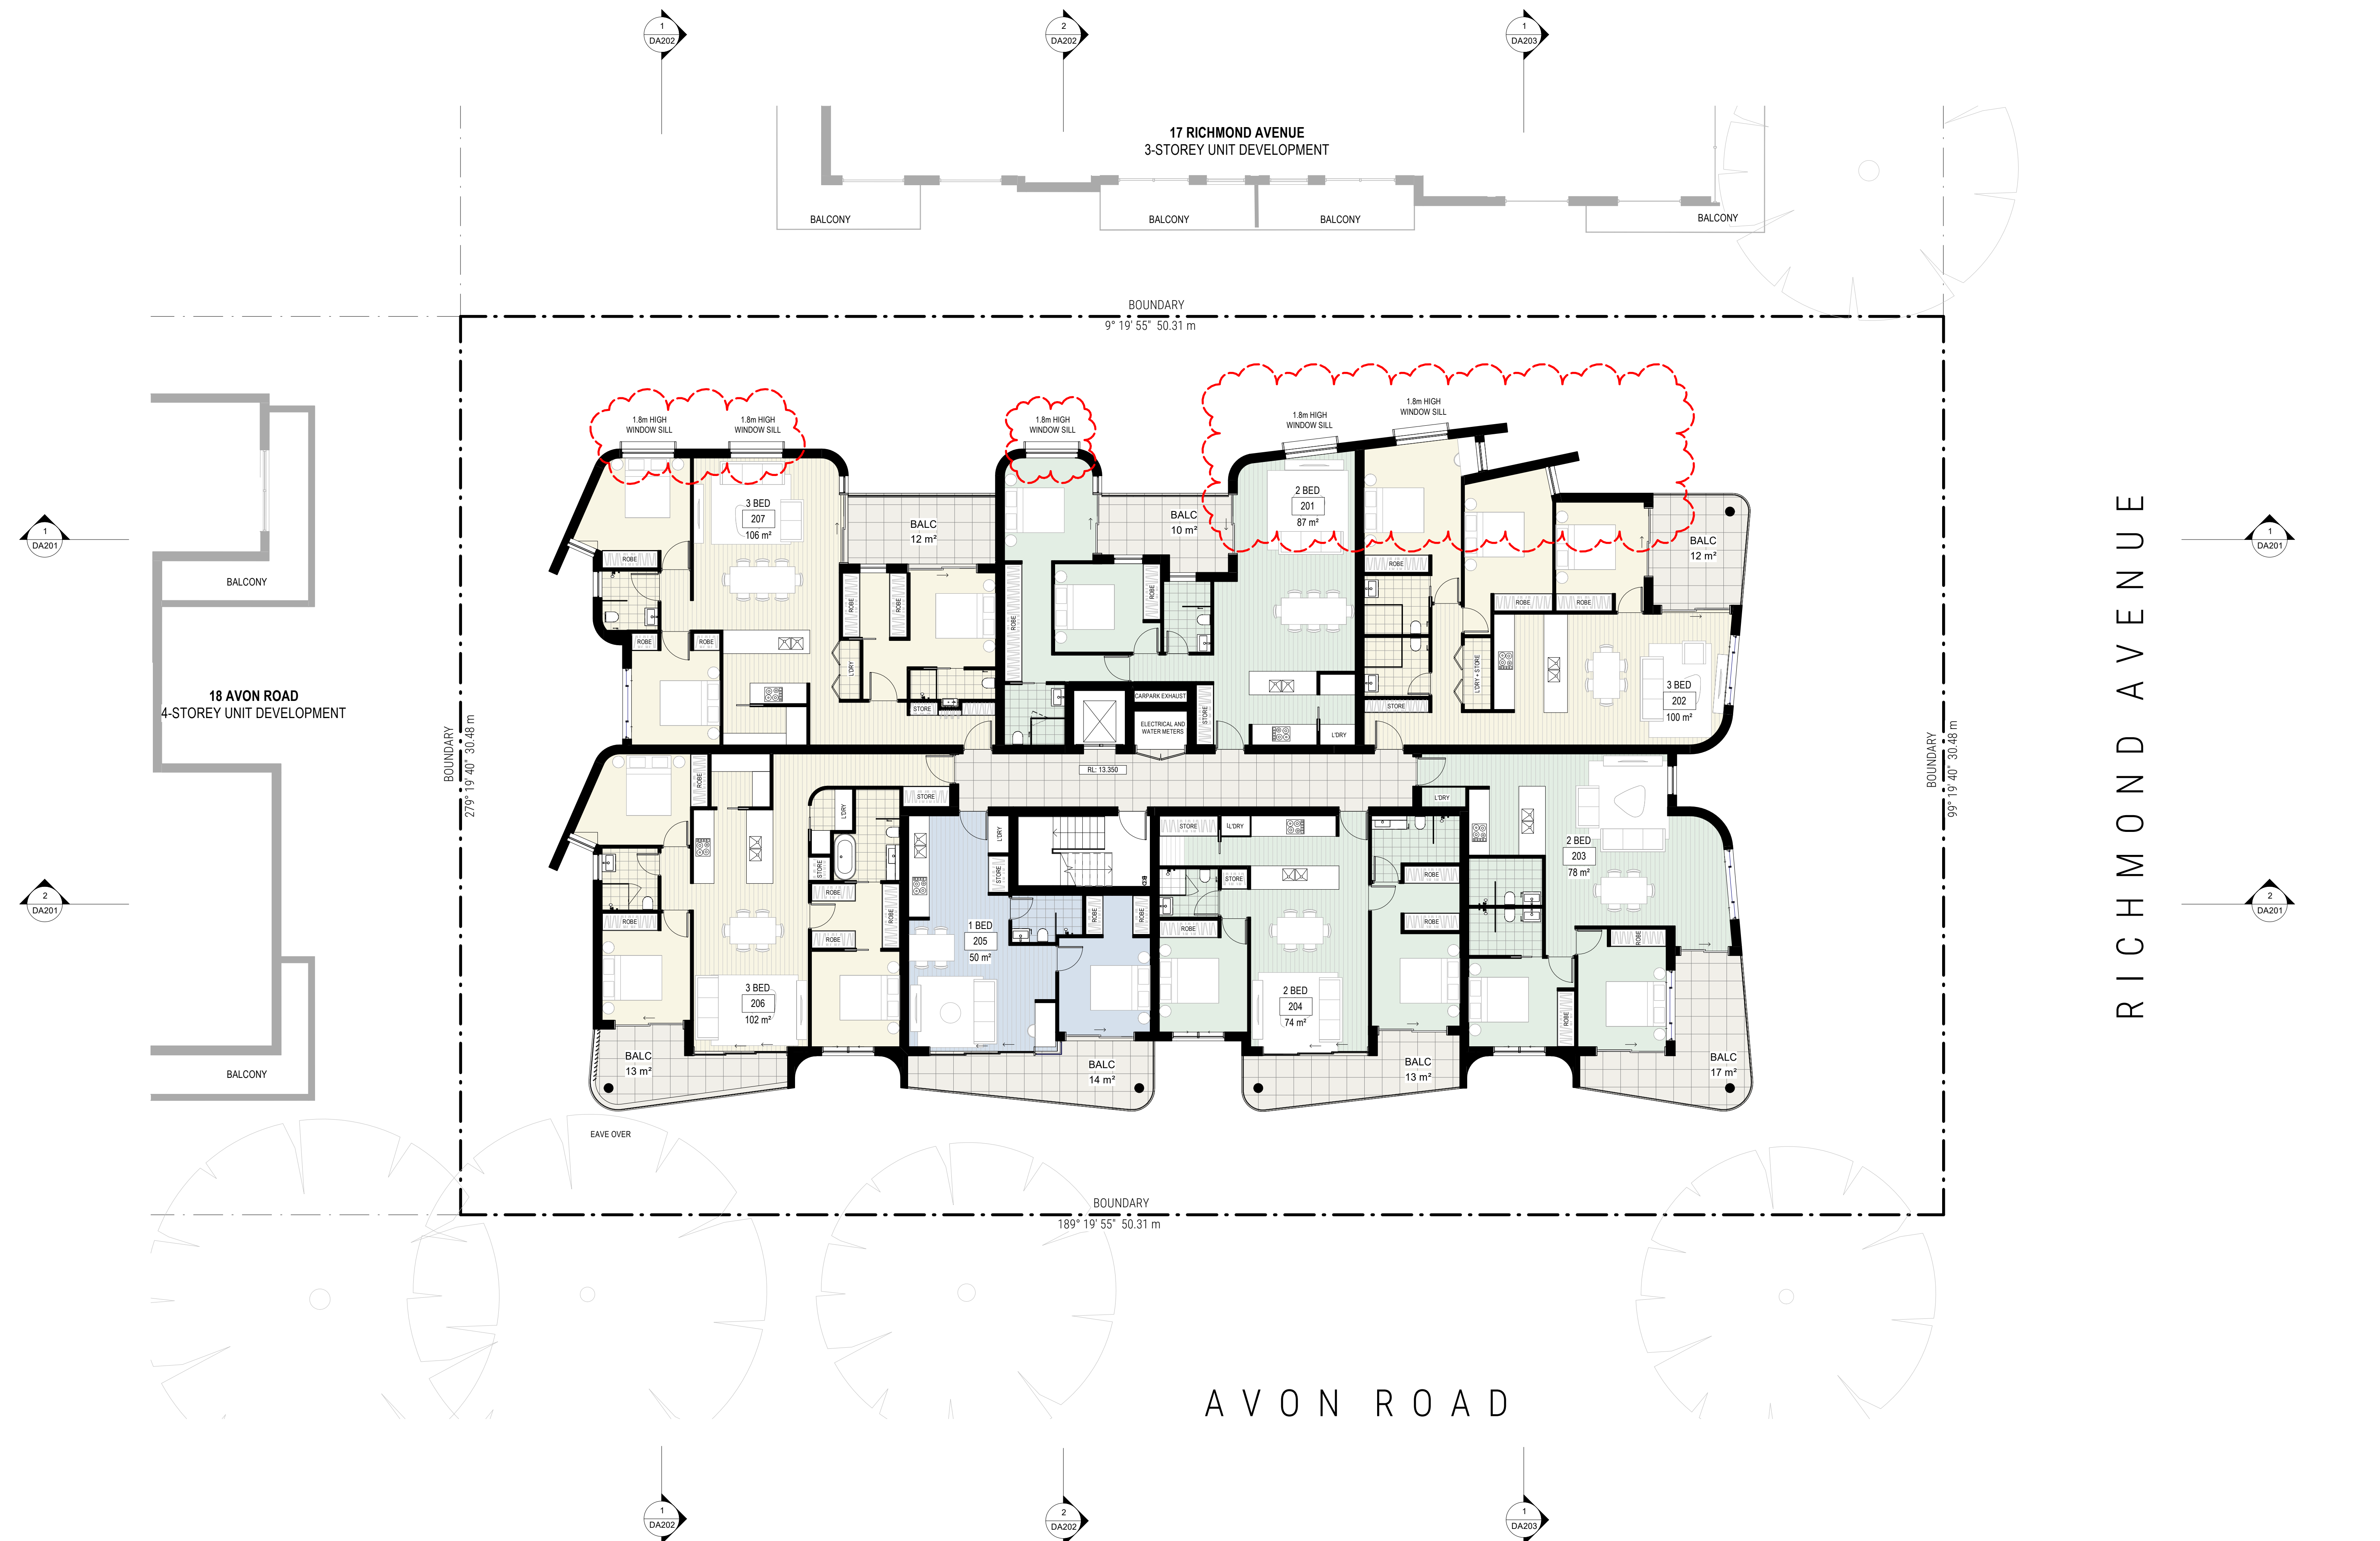 1
DA202
2
DA202
1
DA203
17 RICHMOND AVENUE
3-STOREY UNIT DEVELOPMENT
BALCONY
BALCONY
BALCONY
BALCONY
BOUNDARY
9° 19' 55"  50.31 m
1.8m HIGH
WINDOW SILL
1.8m HIGH
WINDOW SILL
1.8m HIGH
WINDOW SILL
1.8m HIGH
WINDOW SILL
1.8m HIGH
WINDOW SILL
3 BED
207
106 m²
BALC
12 m²
BALC
10 m²
2 BED
201
87 m²
BALC
12 m²
1
DA201
1
DA201
BALCONY
ROBE
ROBE
ROBE
ROBE
ROBE
L'DRY
STORE
ROBE
ROBE
ROBE
ROBE
ROBE
L'DRY + STORE
STORE
STORE
L'DRY
CARPARK EXHAUST
ELECTRICAL AND
WATER METERS
3 BED
202
100 m²
18 AVON ROAD
4-STOREY UNIT DEVELOPMENT
BOUNDARY
279° 19' 40"  30.48 m
BOUNDARY
99° 19' 40"  30.48 m
RICHMOND AVENUE
RL: 13.350
ROBE
L'DRY
STORE
STORE
ROBE
ROBE
ROBE
ROBE
L'DRY
STORE
ROBE
ROBE
STORE
L'DRY
STORE
ROBE
ROBE
ROBE
L'DRY
ROBE
ROBE
2 BED
203
78 m²
2
DA201
2
DA201
1 BED
205
50 m²
3 BED
206
102 m²
2 BED
204
74 m²
BALC
13 m²
BALC
14 m²
BALC
13 m²
BALC
17 m²
BALCONY
EAVE OVER
BOUNDARY
189° 19' 55"  50.31 m
AVON ROAD
1
DA202
2
DA202
1
DA203